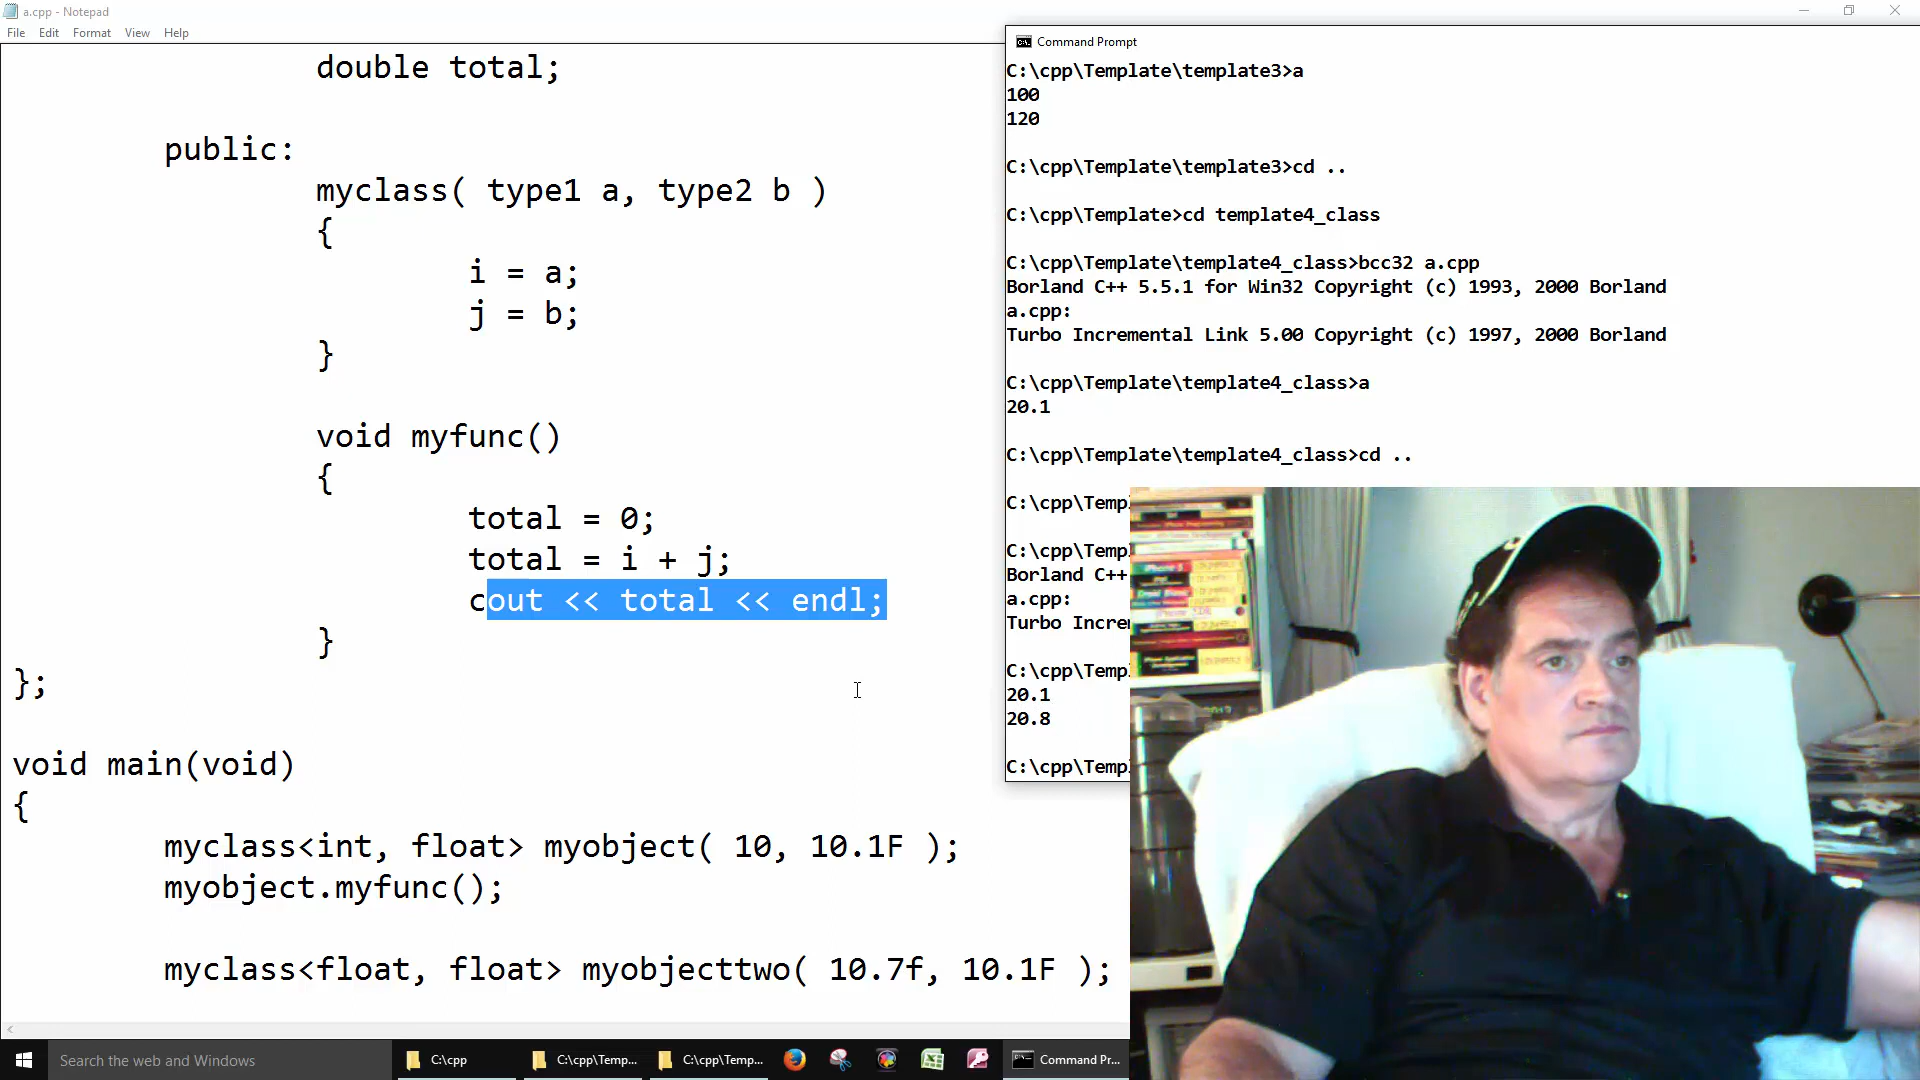 a.cpp - Notepad
File Edit Format View Help
double total;
public:
myclass( type1 a, type2 b )
{
i = a;
j = b;
}
void myfunc()
{
total = 0;
total = i + j;
cout << total << endl;
}
};
void main(void)
{
myclass<int, float> myobject( 10, 10.1F );
myobject.myfunc();
myclass<float, float> myobjecttwo( 10.7f, 10.1F );
Command Prompt
C:\cpp\Template\template3>a
100
120
C:\cpp\Template\template3>cd ..
C:\cpp\Template>cd template4_class
C:\cpp\Template\template4_class>bcc32 a.cpp
Borland C++ 5.5.1 for Win32 Copyright (c) 1993, 2000 Borland
a.cpp:
Turbo Incremental Link 5.00 Copyright (c) 1997, 2000 Borland
C:\cpp\Template\template4_class>a
20.1
C:\cpp\Template\template4_class>cd ..
C:\cpp\Temp
C:\cpp\Temp
Borland C++
a.cpp:
Turbo Incre
C:\cpp\Temp
20.1
20.8
C:\cpp\Temp
Search the web and Windows
C:\cpp
C:\cpp\Temp...
C:\cpp\Temp...
Command Pr...